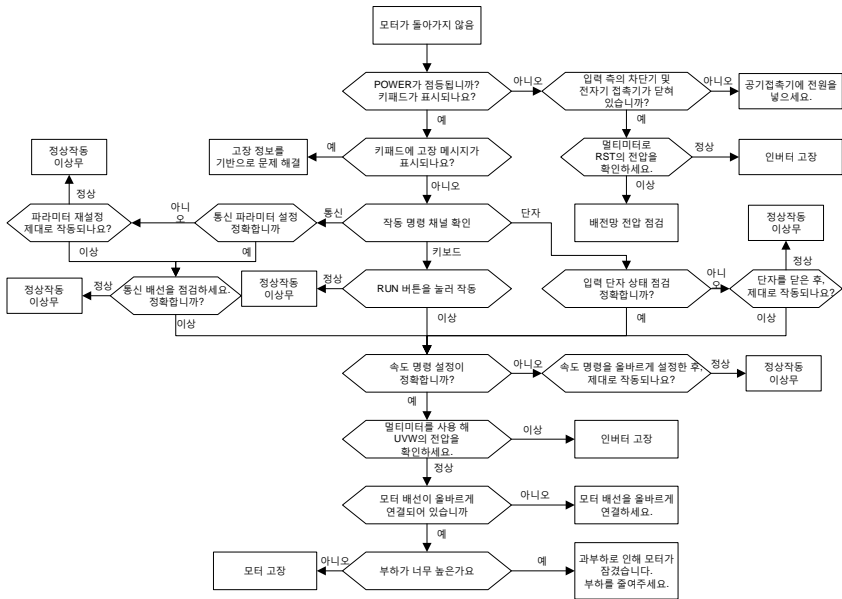 모터가 돌아가지 않음
POWER가 점등됩니까?
키패드가 표시되나요?
아니오
입력 측의 차단기 및
전자기 접촉기가 닫혀
있습니까?
아니오
공기접촉기에 전원을
넣으세요.
예
예
고장 정보를
기반으로 문제 해결
예
키패드에 고장 메시지가
표시되나요?
멀티미터로
RST의 전압을
확인하세요.
정상
인버터 고장
정상작동
이상무
정상
아니오
이상
파라미터 재설정
제대로 작동되나요?
아니
오
통신 파라미터 설정
정확합니까
통신
작동 명령 채널 확인
단자
배전망 전압 점검
정상작동
이상무
이상
예
키보드
정상
정상작동
이상무
정상
통신 배선을 점검하세요.
정확합니까?
정상작동
이상무
정상
RUN 버튼을 눌러 작동
입력 단자 상태 점검
정확합니까?
아니
오
단자를 닫은 후,
제대로 작동되나요?
이상
이상
예
이상
속도 명령 설정이
정확합니까?
아니오
속도 명령을 올바르게 설정한 후,
제대로 작동되나요?
정상
정상작동
이상무
예
멀티미터를 사용 해
UVW의 전압을
확인하세요.
이상
인버터 고장
정상
모터 배선이 올바르게
연결되어 있습니까
아니오
모터 배선을 올바르게
연결하세요.
예
모터 고장
아니오
부하가 너무 높은가요
예
과부하로 인해 모터가
잠겼습니다.
부하를 줄여주세요.